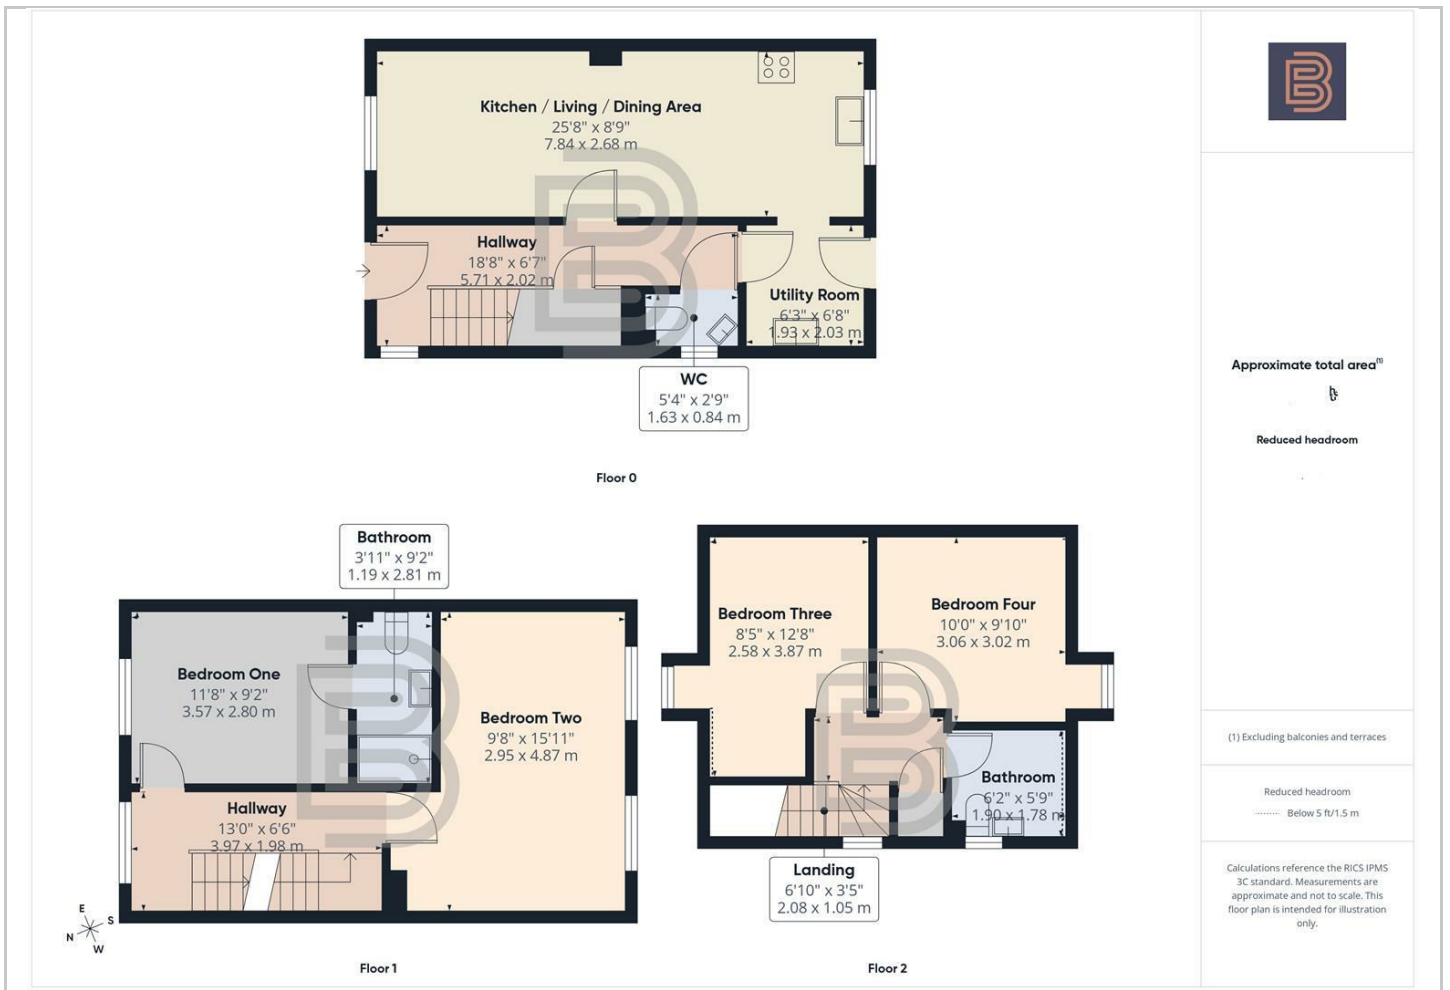 Kitchen / Living / Dining Area
25'8" x 8'9"
7.84 x 2.68 m
Hallway
18'8" x 6'7"
5.71 x 2.02 m
Utility Room
6'3" x 6'8"
1.93 x 2.03 m
WC
5'4" x 2'9"
1.63 x 0.84 m
Floor 0
Bathroom
3'11" x 9'2"
1.19 x 2.81 m
Bedroom One
11'8" x 9'2"
3.57 x 2.80 m
Bedroom Two
9'8" x 15'11"
2.95 x 4.87 m
Hallway
13'0" x 6'6"
3.97 x 1.98 m
E
S
N
W
Floor 1
Bedroom Three
8'5" x 12'8"
2.58 x 3.87 m
Bedroom Four
10'0" x 9'10"
3.06 x 3.02 m
Bathroom
6'2" x 5'9"
1.90 x 1.78 m
Landing
6'10" x 3'5"
2.08 x 1.05 m
Floor 2
B
Approximate total area(1)
Reduced headroom
(1) Excluding balconies and terraces
Reduced headroom
Below 5 ft/1.5 m
Calculations reference the RICS IPMS
3C standard. Measurements are
approximate and not to scale. This
floor plan is intended for illustration
only.